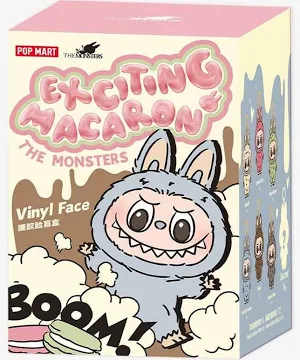 POP MART
THE MONSTERS
EXCITING
MACARON
THE MONSTERS
Vinyl Face
搪胶脸盲盒
BOOM!